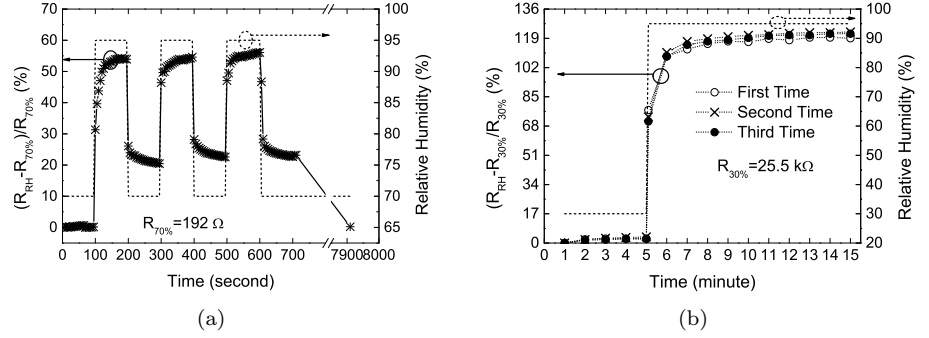 70
60
50
40
30
20
10
0
(R_RH-R_70%)/R_70% (%)
100
95
90
85
80
75
70
65
Relative Humidity (%)
R_70%=192 Ω
0 100 200 300 400 500 600 700 7900 8000
Time (second)
(a)
136
119
102
85
68
51
34
17
0
(R_RH-R_30%/R_30% (%)
100
90
80
70
60
50
40
30
20
Relative Humidity (%)
First Time
Second Time
Third Time
R_30%=25.5 kΩ
0 1 2 3 4 5 6 7 8 9 10 11 12 13 14 15
Time (minute)
(b)